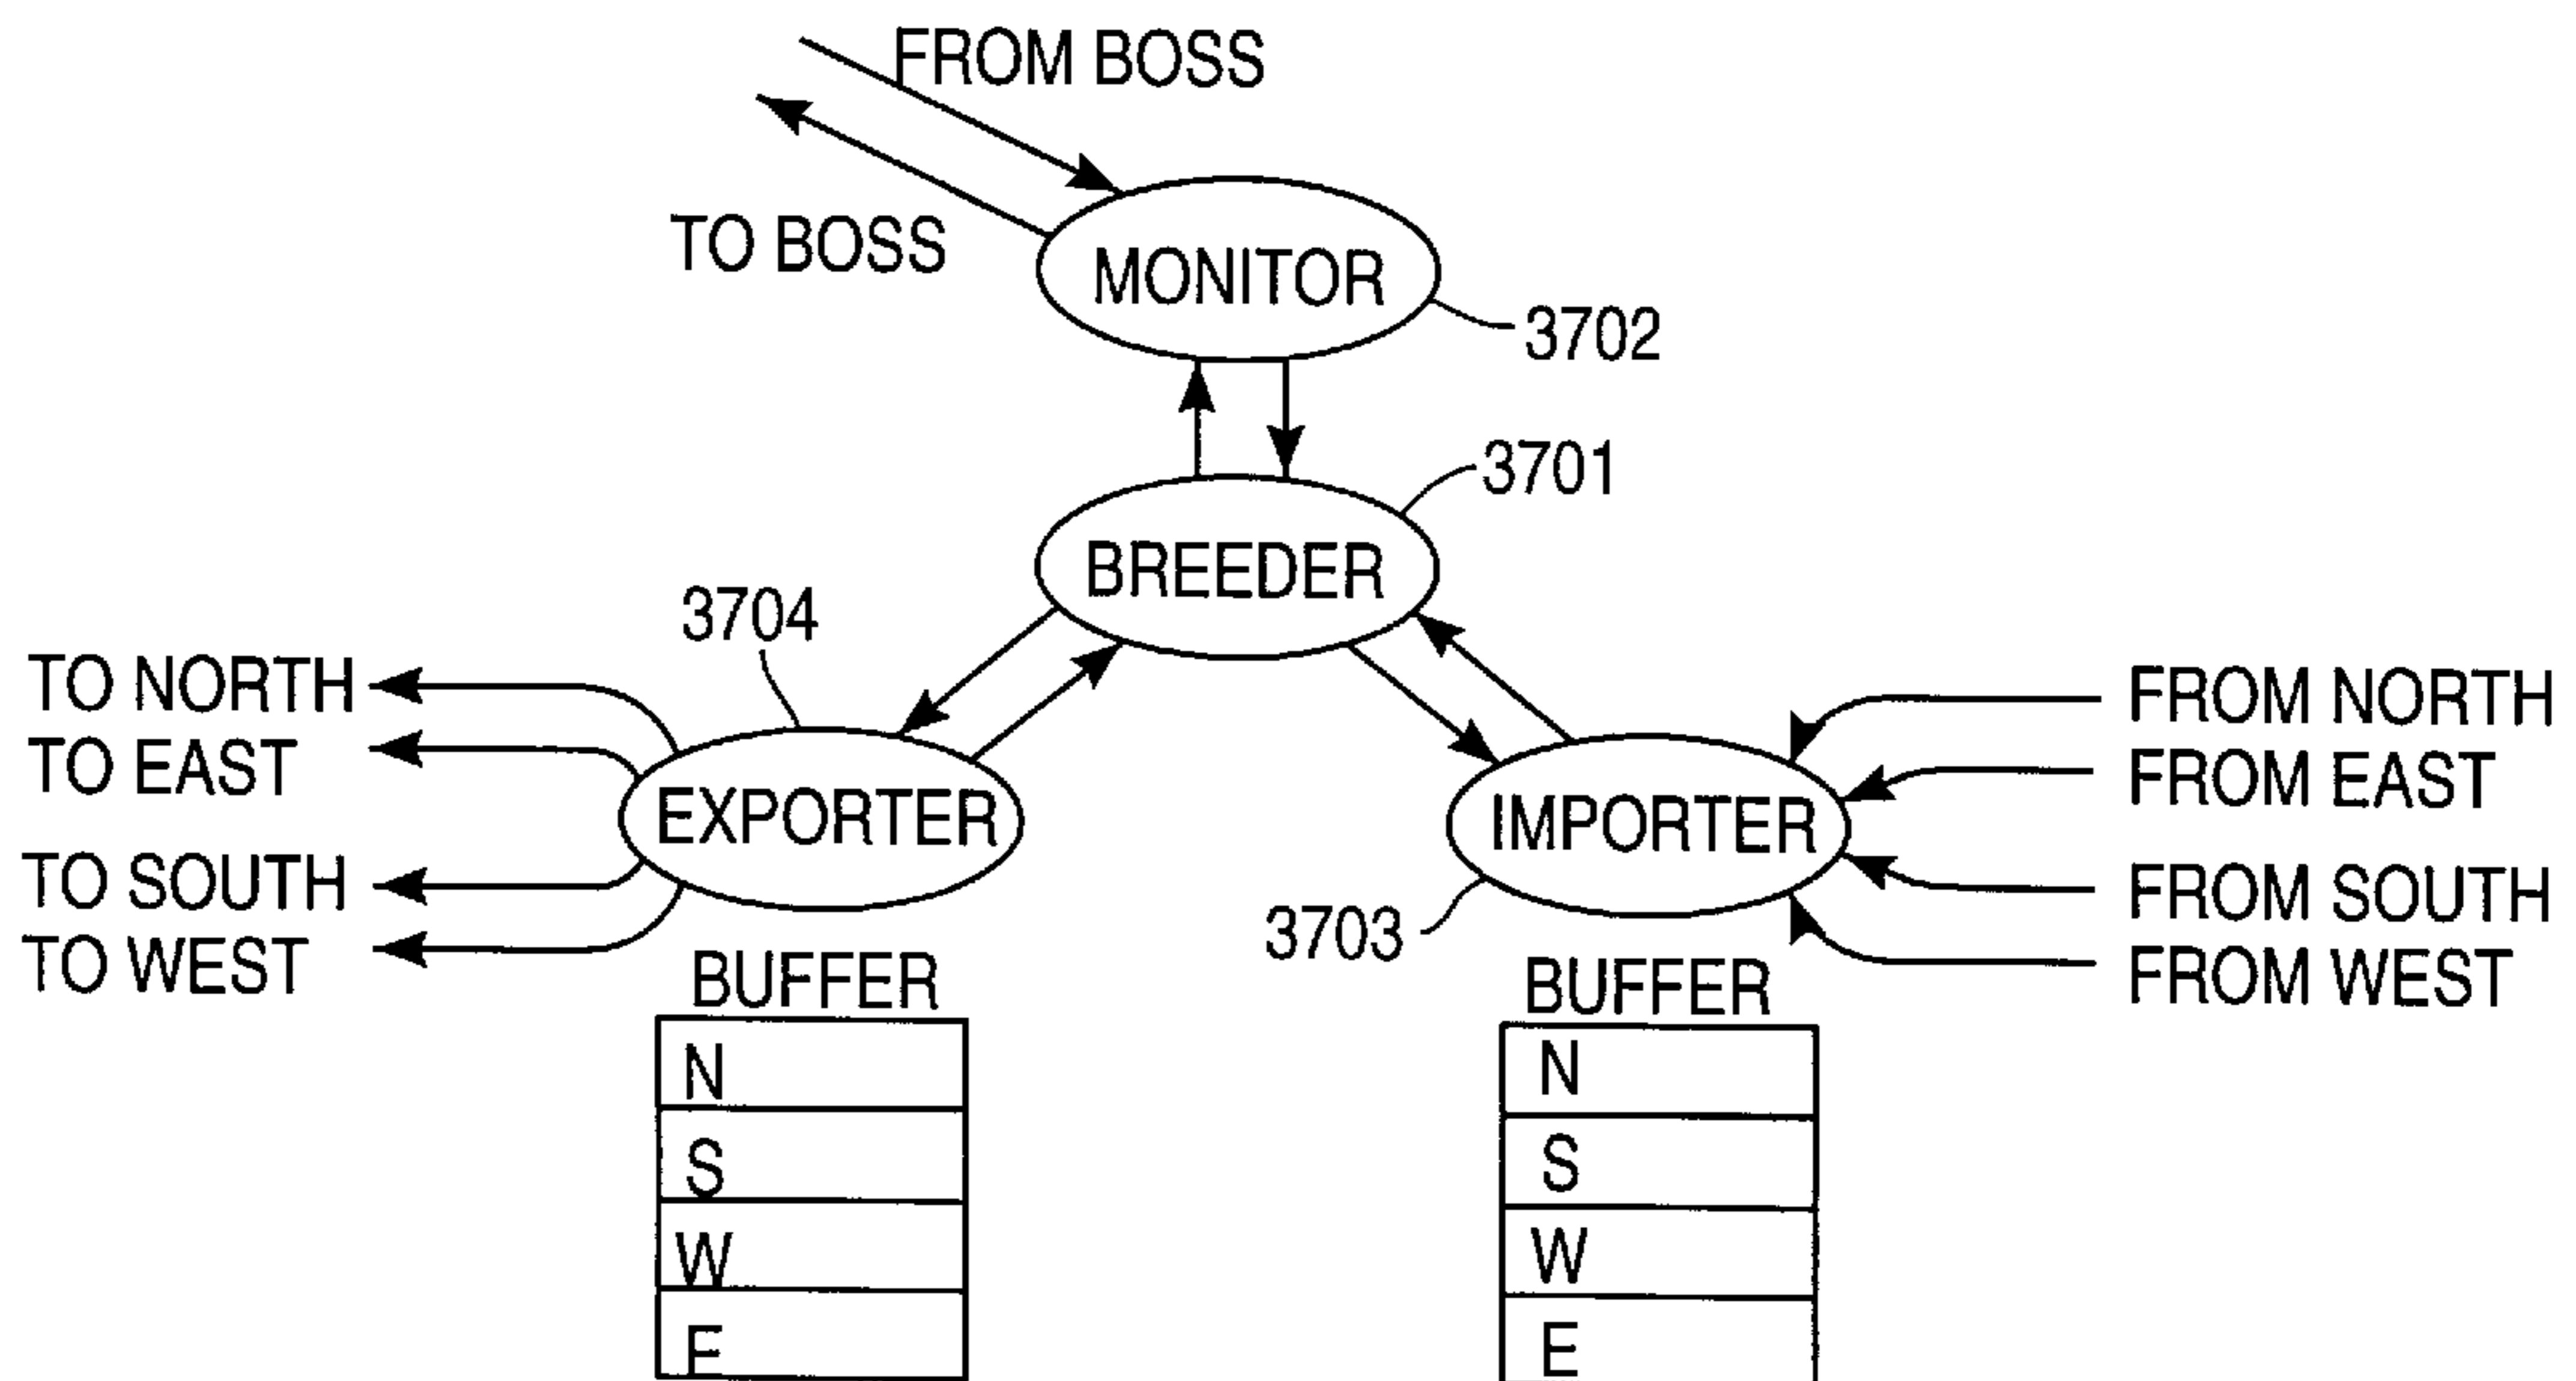 FROM BOSS
TO BOSS
MONITOR
3702
3701
BREEDER
3704
TO NORTH
TO EAST
TO SOUTH
TO WEST
EXPORTER
IMPORTER
3703
FROM NORTH
FROM EAST
FROM SOUTH
FROM WEST
BUFFER
N
S
W
E
BUFFER
N
S
W
E